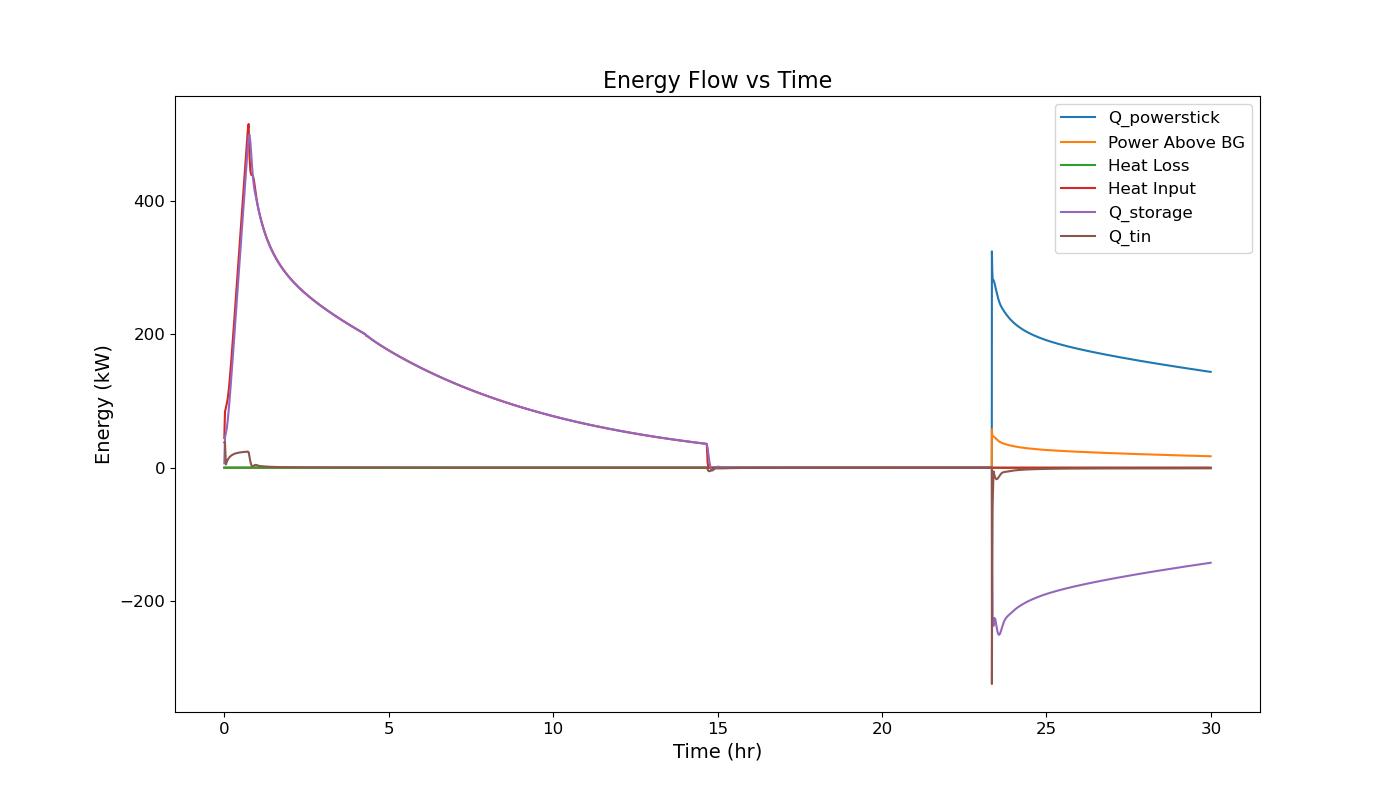 Energy Flow vs Time
Q_powerstick
Power Above BG
Heat Loss
Heat Input
Q_storage
Q_tin
Energy (kW)
400
200
0
−200
0
5
10
15
20
25
30
Time (hr)